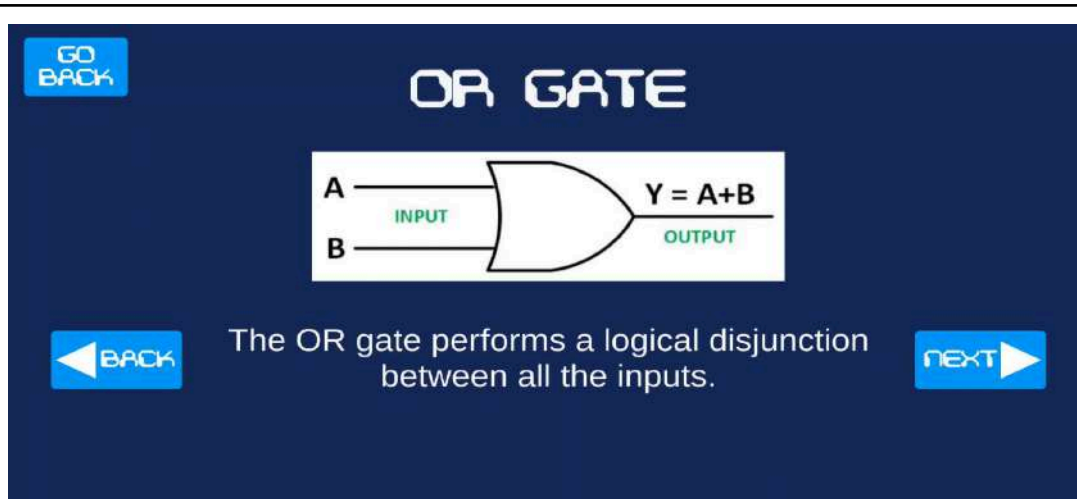 GO
BACK
OR GATE
A
INPUT
B
Y = A+B
OUTPUT
BACK
The OR gate performs a logical disjunction
between all the inputs.
NEXT